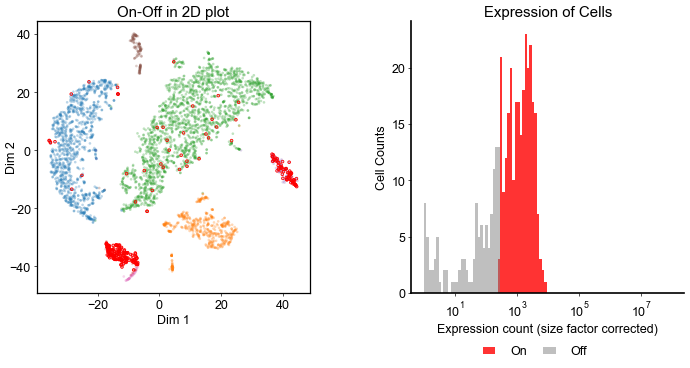 On-Off in 2D plot
40
20
0
−20
−40
Dim 2
−20
0
20
40
Dim 1
Expression of Cells
20
15
10
5
0
Cell Counts
10^1
10^3
10^5
10^7
Expression count (size factor corrected)
On
Off